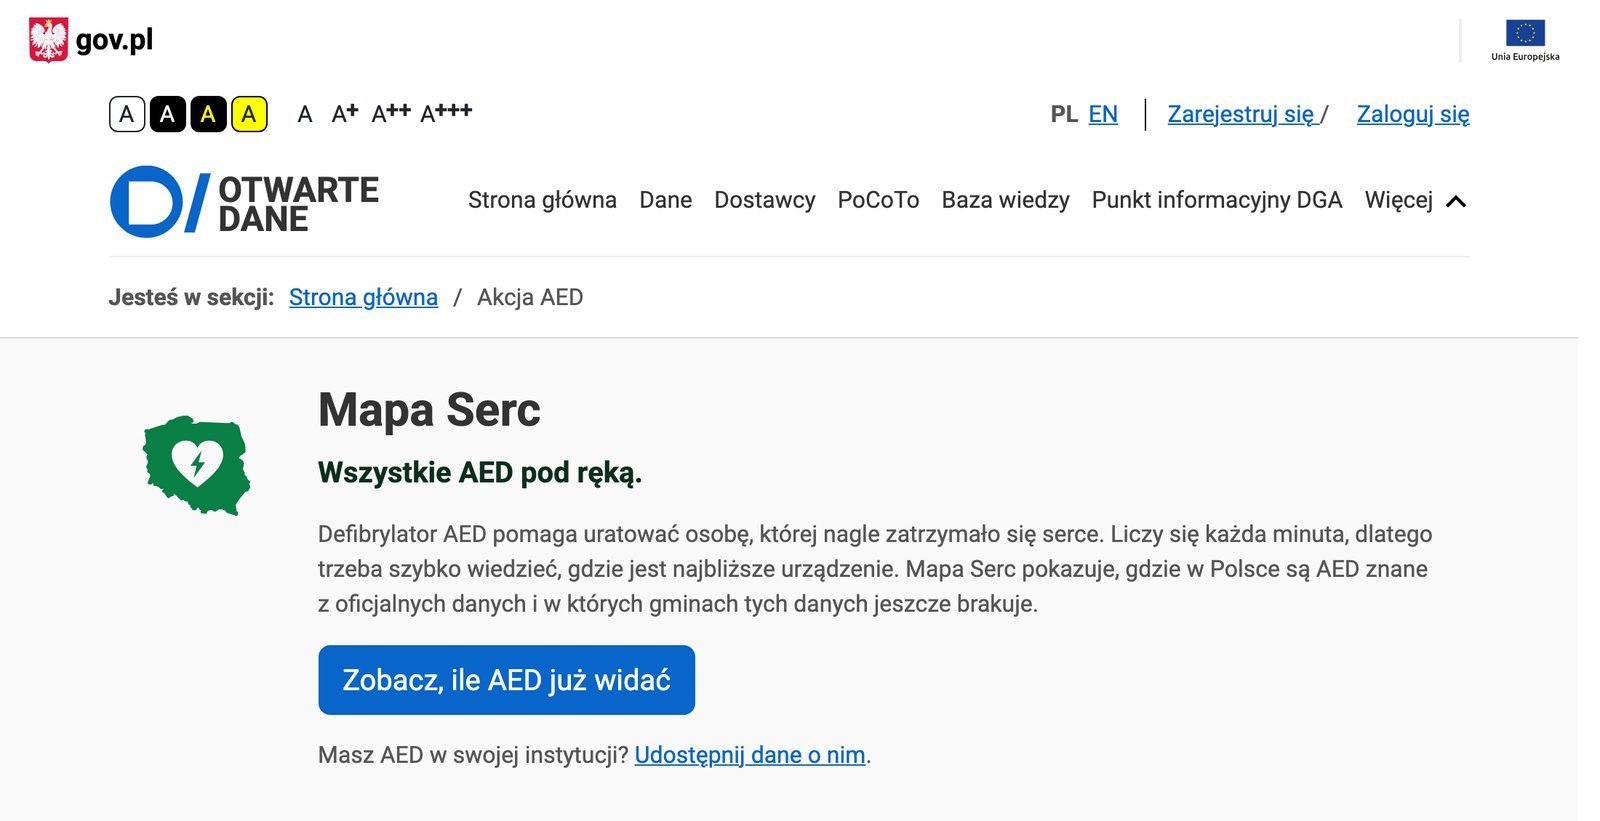 gov.pl
Unia Europejska
A A A A A A+ A++ A+++
PL EN Zarejestruj się / Zaloguj się
OTWARTE
DANE
Strona główna Dane Dostawcy PoCoTo Baza wiedzy Punkt informacyjny DGA Więcej
Jesteś w sekcji: Strona główna / Akcja AED
Mapa Serc
Wszystkie AED pod ręką.
Defibrylator AED pomaga uratować osobę, której nagle zatrzymało się serce. Liczy się każda minuta, dlatego
trzeba szybko wiedzieć, gdzie jest najbliższe urządzenie. Mapa Serc pokazuje, gdzie w Polsce są AED znane
z oficjalnych danych i w których gminach tych danych jeszcze brakuje.
Zobacz, ile AED już widać
Masz AED w swojej instytucji? Udostępnij dane o nim.